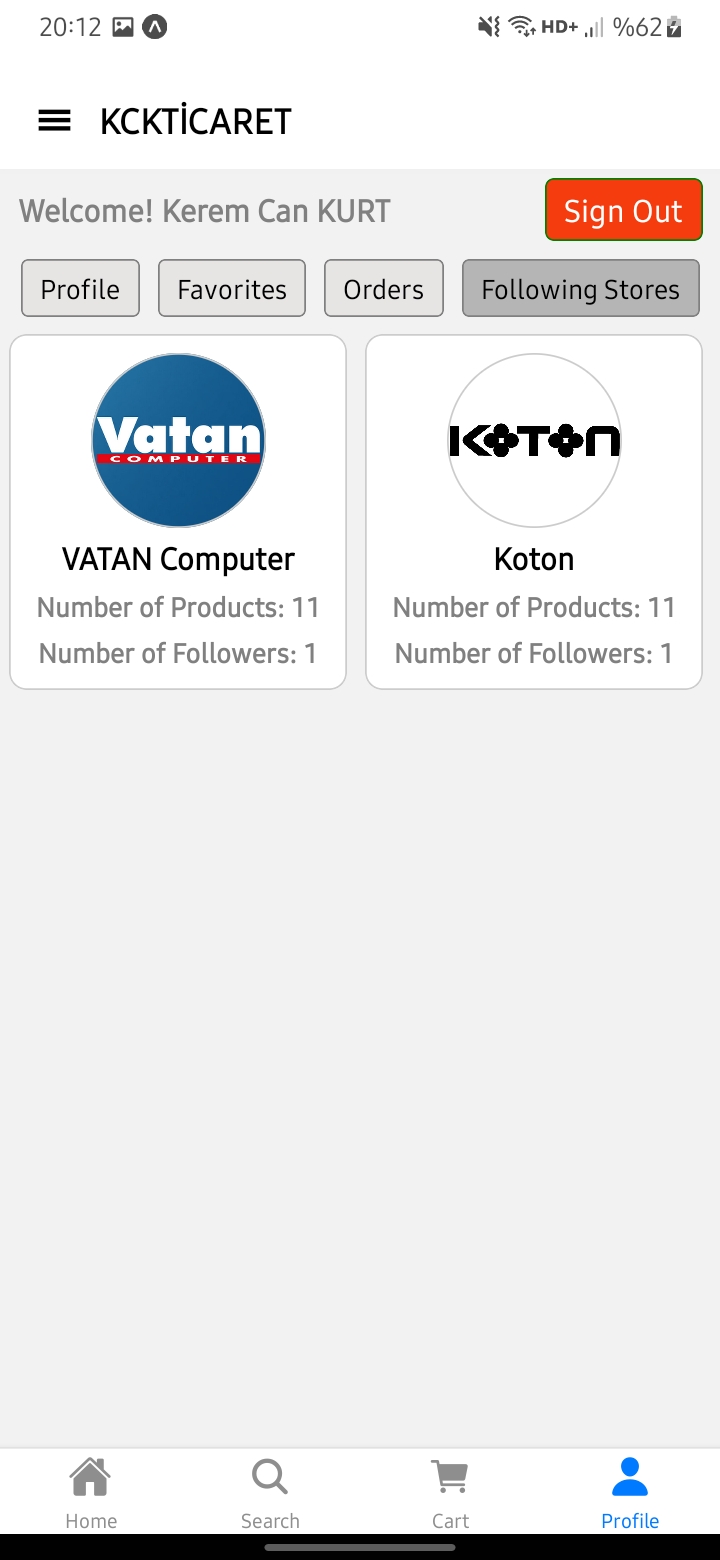 20:12 HD+ %62
KCKTİCARET
Welcome! Kerem Can KURT Sign Out
Profile Favorites Orders Following Stores
Vatan
COMPUTER
KOTON
VATAN Computer
Number of Products: 11
Number of Followers: 1
Koton
Number of Products: 11
Number of Followers: 1
Home Search Cart Profile